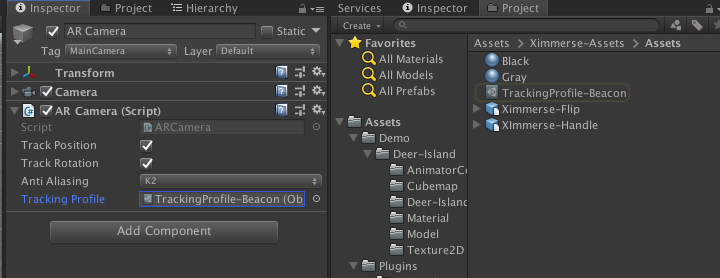 Inspector
Project
Hierarchy
AR Camera
Static
Tag
MainCamera
Layer
Default
Transform
Camera
AR Camera (Script)
Script
ARCamera
Track Position
Track Rotation
Anti Aliasing
K2
Tracking Profile
TrackingProfile-Beacon (Ob
Add Component
Services
Inspector
Project
Create
Favorites
All Materials
All Models
All Prefabs
Assets
Demo
Deer-Island
AnimatorCo
Cubemap
Deer-Island
Material
Model
Texture2D
Plugins
Assets
Ximmerse-Assets
Assets
Black
Gray
TrackingProfile-Beacon
Ximmerse-Flip
XImmerse-Handle